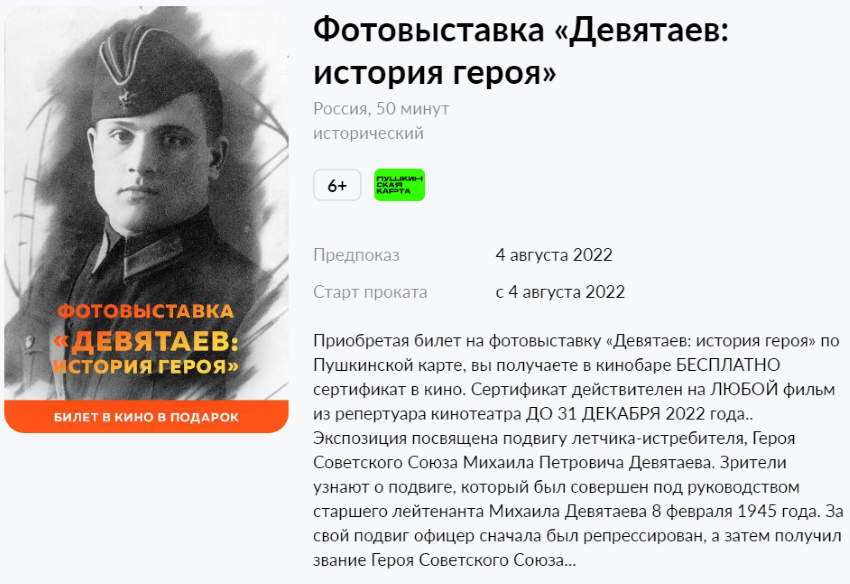 Фотовыставка «Девятаев:
история героя»
Россия, 50 минут
исторический
6+
ПУШКИН
СКАЯ
КАРТА
Предпоказ 4 августа 2022
Старт проката с 4 августа 2022
Приобретая билет на фотовыставку «Девятаев: история героя» по
Пушкинской карте, вы получаете в кинобаре БЕСПЛАТНО
сертификат в кино. Сертификат действителен на ЛЮБОЙ фильм
из репертуара кинотеатра ДО 31 ДЕКАБРЯ 2022 года..
Экспозиция посвящена подвигу летчика-истребителя, Героя
Советского Союза Михаила Петровича Девятаева. Зрители
узнают о подвиге, который был совершен под руководством
старшего лейтенанта Михаила Девятаева 8 февраля 1945 года. За
свой подвиг офицер сначала был репрессирован, а затем получил
звание Героя Советского Союза...
ФОТОВЫСТАВКА
«ДЕВЯТАЕВ:
ИСТОРИЯ ГЕРОЯ»
БИЛЕТ В КИНО В ПОДАРОК